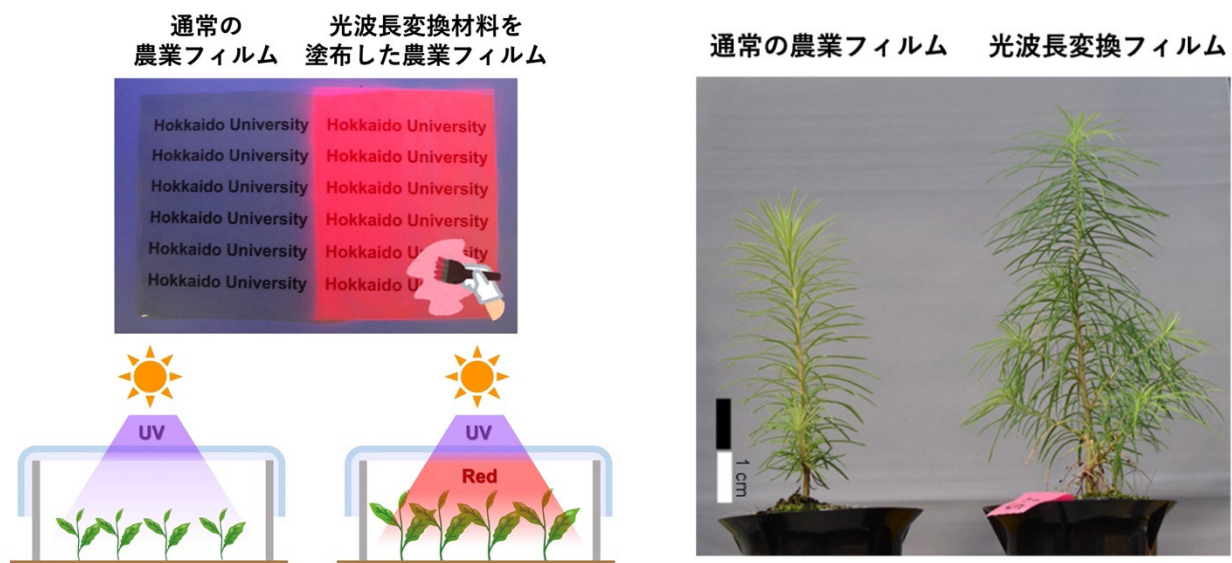 通常の
農業フィルム
光波長変換材料を
塗布した農業フィルム
Hokkaido University Hokkaido University
Hokkaido University Hokkaido University
Hokkaido University Hokkaido University
Hokkaido University Hokkaido University
Hokkaido University Hokkaido
Hokkaido University Hokkaido
UV
UV
Red
通常の農業フィルム
光波長変換フィルム
1 cm